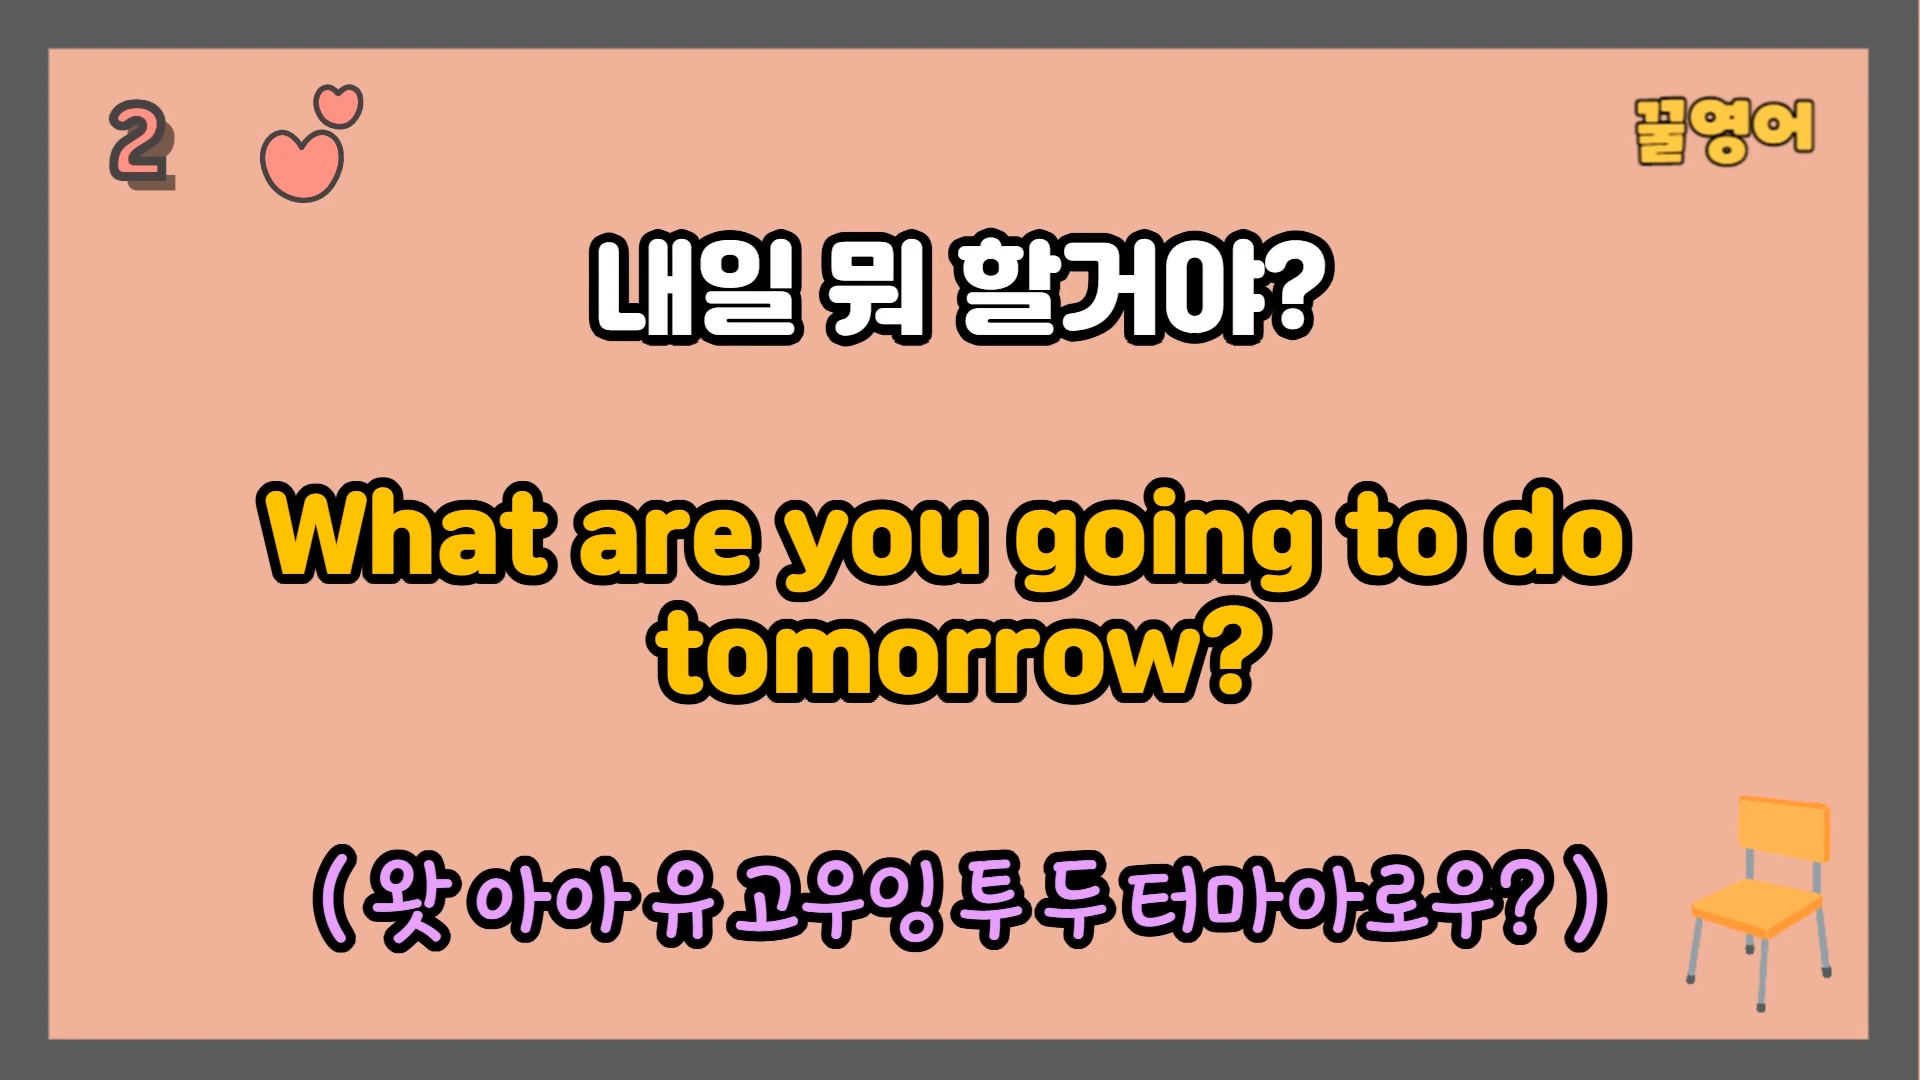 2
끌영어
내일 뭐 할거야?
What are you going to do
tomorrow?
( 왓 아아 유 고우잉 투 두 터마아로우? )